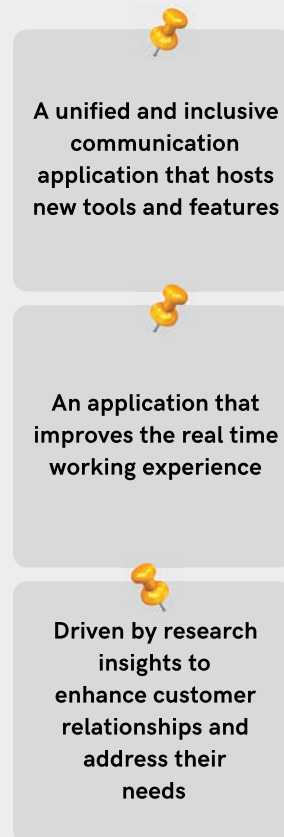 A unified and inclusive
communication
application that hosts
new tools and features
An application that
improves the real time
working experience
Driven by research
insights to
enhance customer
relationships and
address their
needs